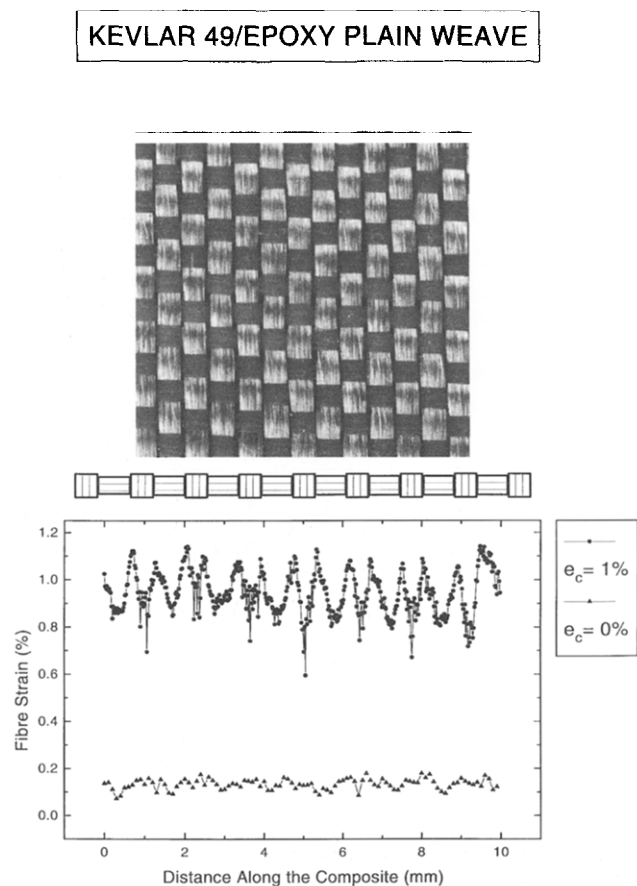 KEVLAR 49/EPOXY PLAIN WEAVE
1.2
1.0
0.8
0.6
0.4
0.2
0.0
Fibre Strain (%)
e_c= 1%
e_c= 0%
0 2 4 6 8 10
Distance Along the Composite (mm)